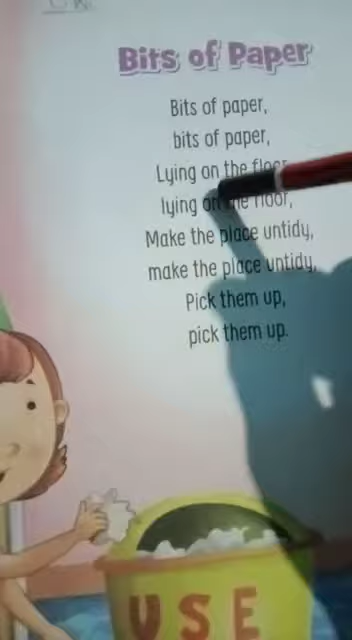 Bits of Paper
Bits of paper,
bits of paper,
Lying on the floor
lying on the floor,
Make the place untidy,
make the place untidy,
Pick them up,
pick them up.
USE